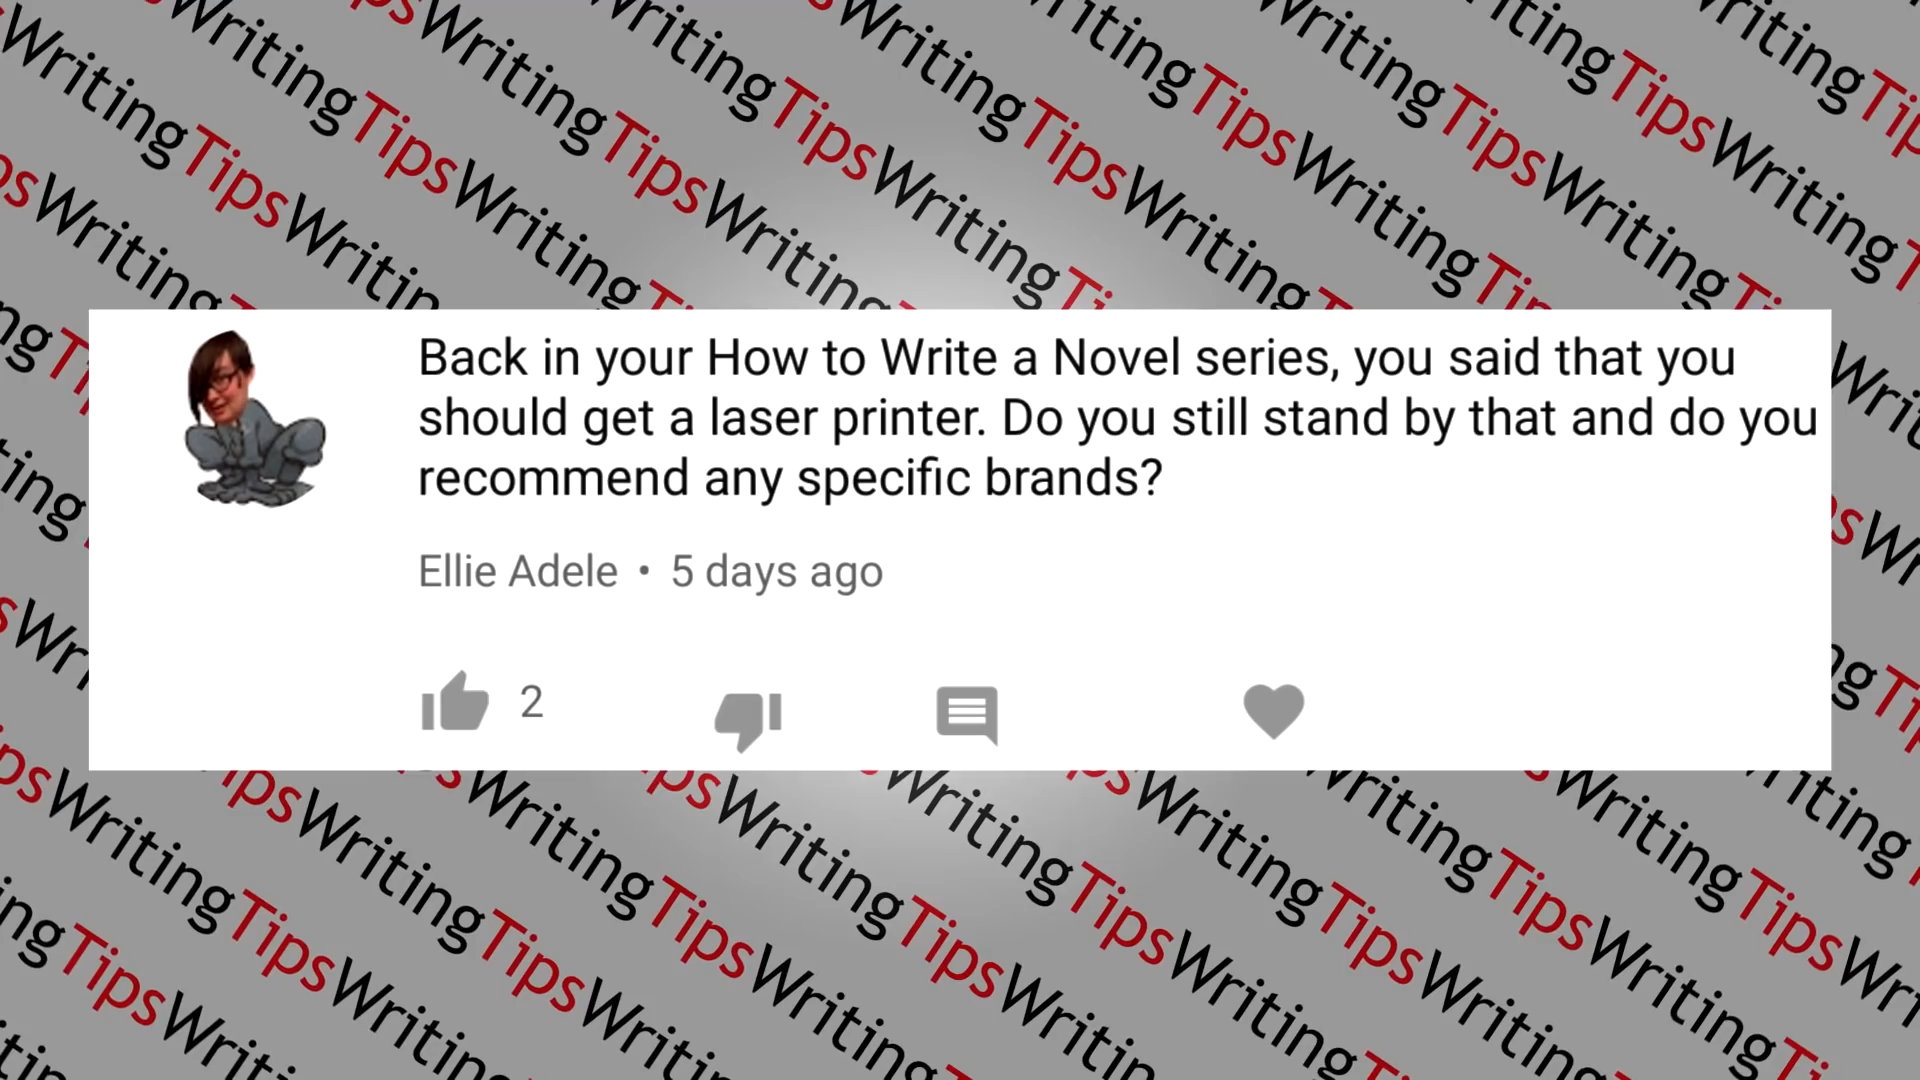 WritingTipsWritingTipsWritingTips
Back in your How to Write a Novel series, you said that you
should get a laser printer. Do you still stand by that and do you
recommend any specific brands?
Ellie Adele • 5 days ago
2